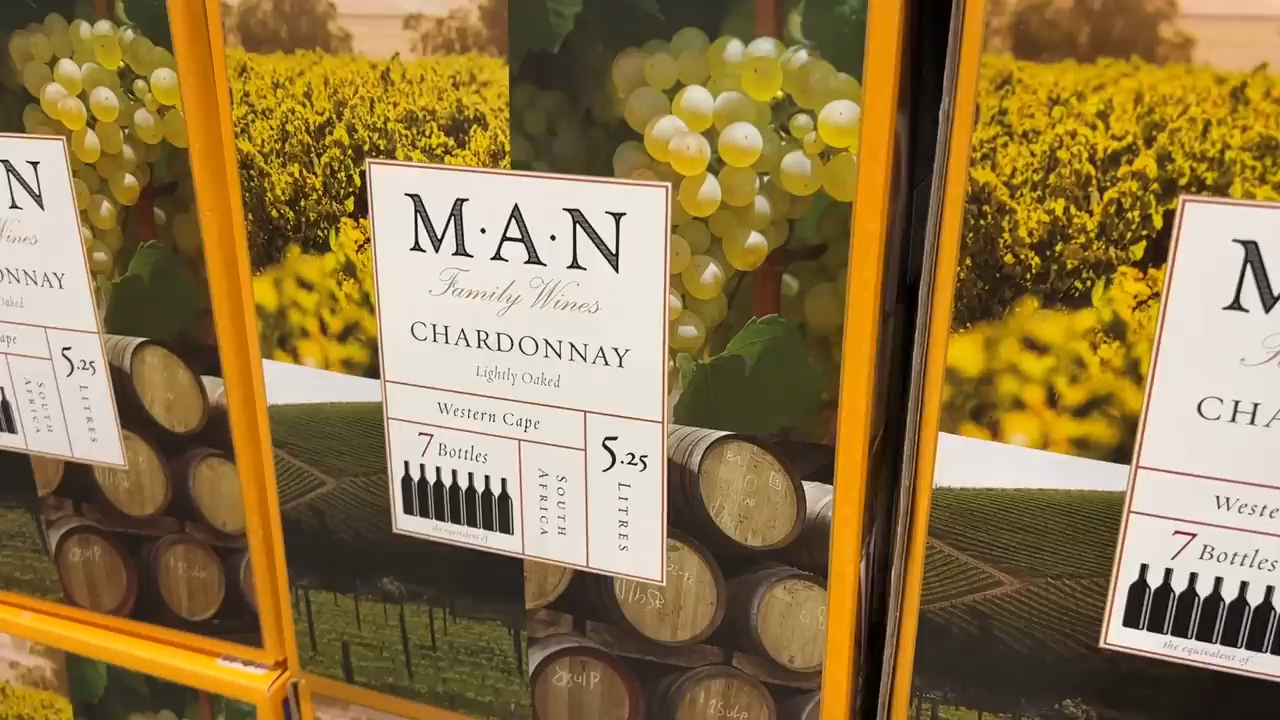 M·A·N
Family Wines
CHARDONNAY
Lightly Oaked
Western Cape
7 Bottles
the equivalent of
SOUTH
AFRICA
5.25
LITRES
N
Wines
ONNAY
Oaked
ape
SOUTH
AFRICA
5.25
LITRES
M
CHA
Weste
7 Bottles
the equivalent of